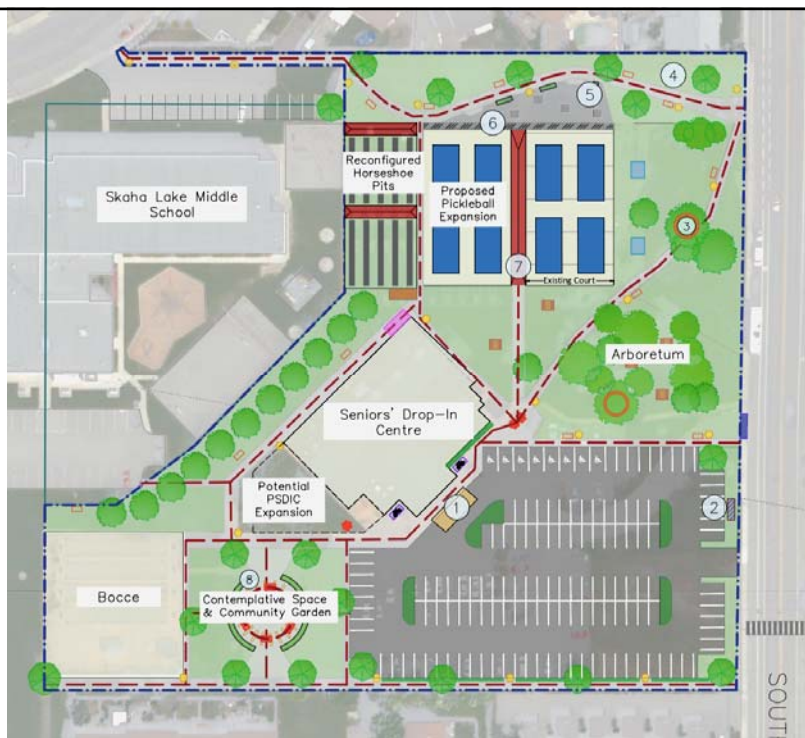 4
5
6
Reconfigured
Horseshoe
Pits
Proposed
Pickleball
Expansion
Skaha Lake Middle
School
3
7
Existing Court
Arboretum
Seniors' Drop-In
Centre
Potential
PSDIC
Expansion
1
2
8
Bocce
Contemplative Space
& Community Garden
SOUT